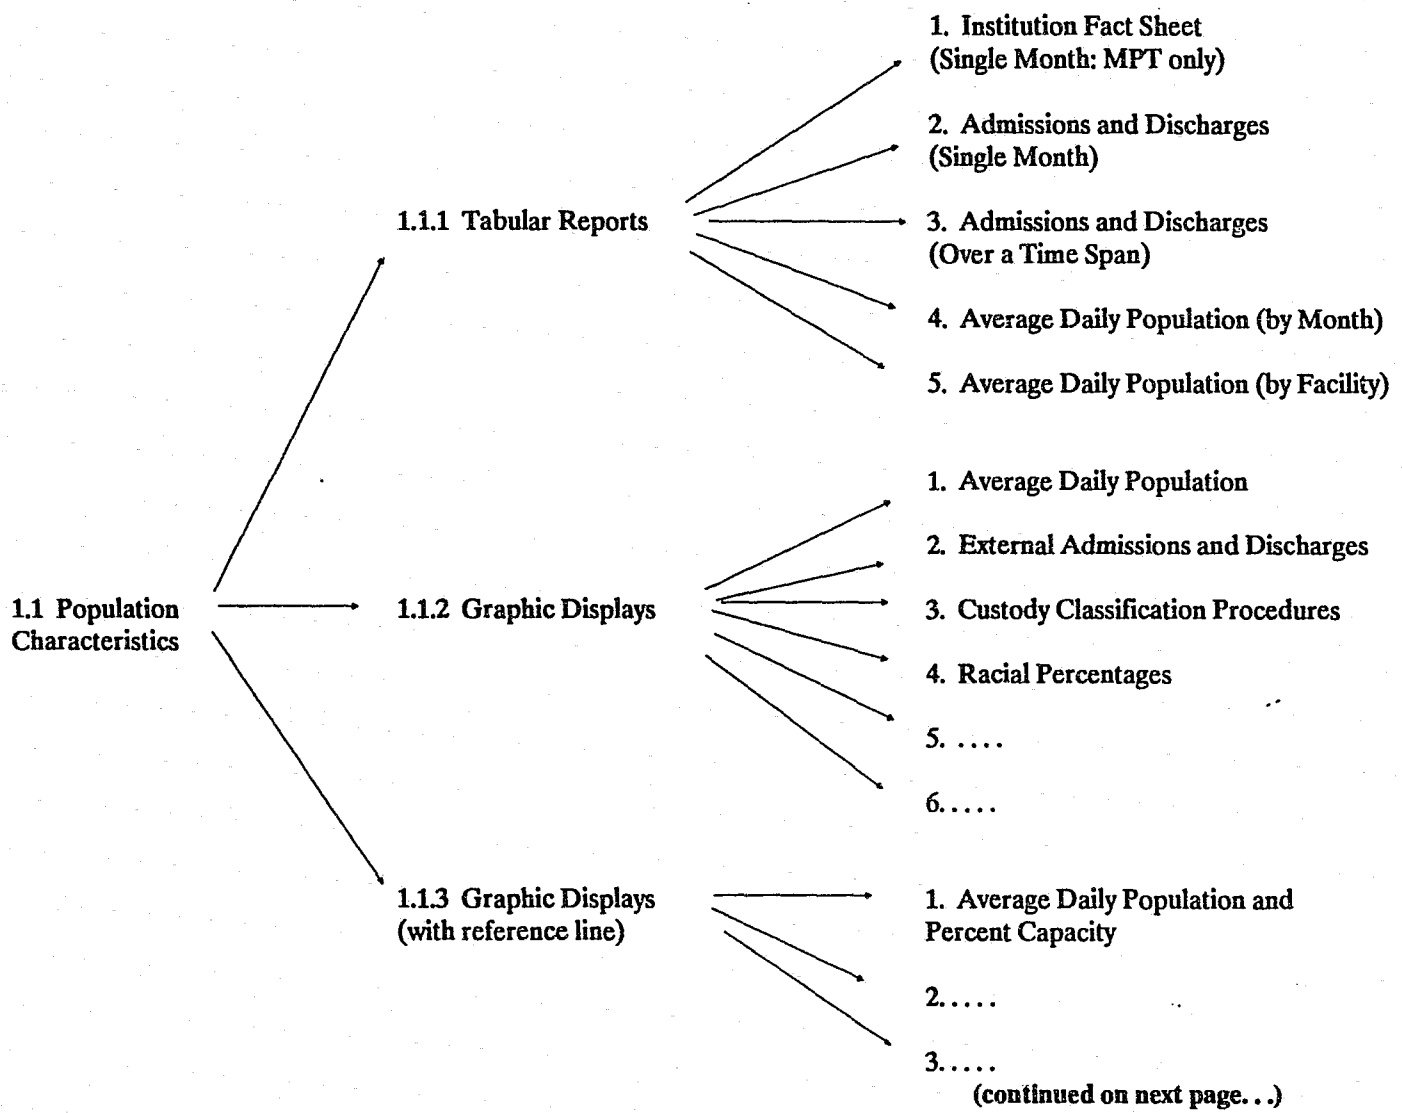 1.1 Population
Characteristics
1.1.1 Tabular Reports
1. Institution Fact Sheet
(Single Month: MPT only)
2. Admissions and Discharges
(Single Month)
3. Admissions and Discharges
(Over a Time Span)
4. Average Daily Population (by Month)
5. Average Daily Population (by Facility)
1.1.2 Graphic Displays
1. Average Daily Population
2. External Admissions and Discharges
3. Custody Classification Procedures
4. Racial Percentages
5. . . . .
6. . . . .
1.1.3 Graphic Displays
(with reference line)
1. Average Daily Population and
Percent Capacity
2. . . . .
3. . . . .
(continued on next page. . .)